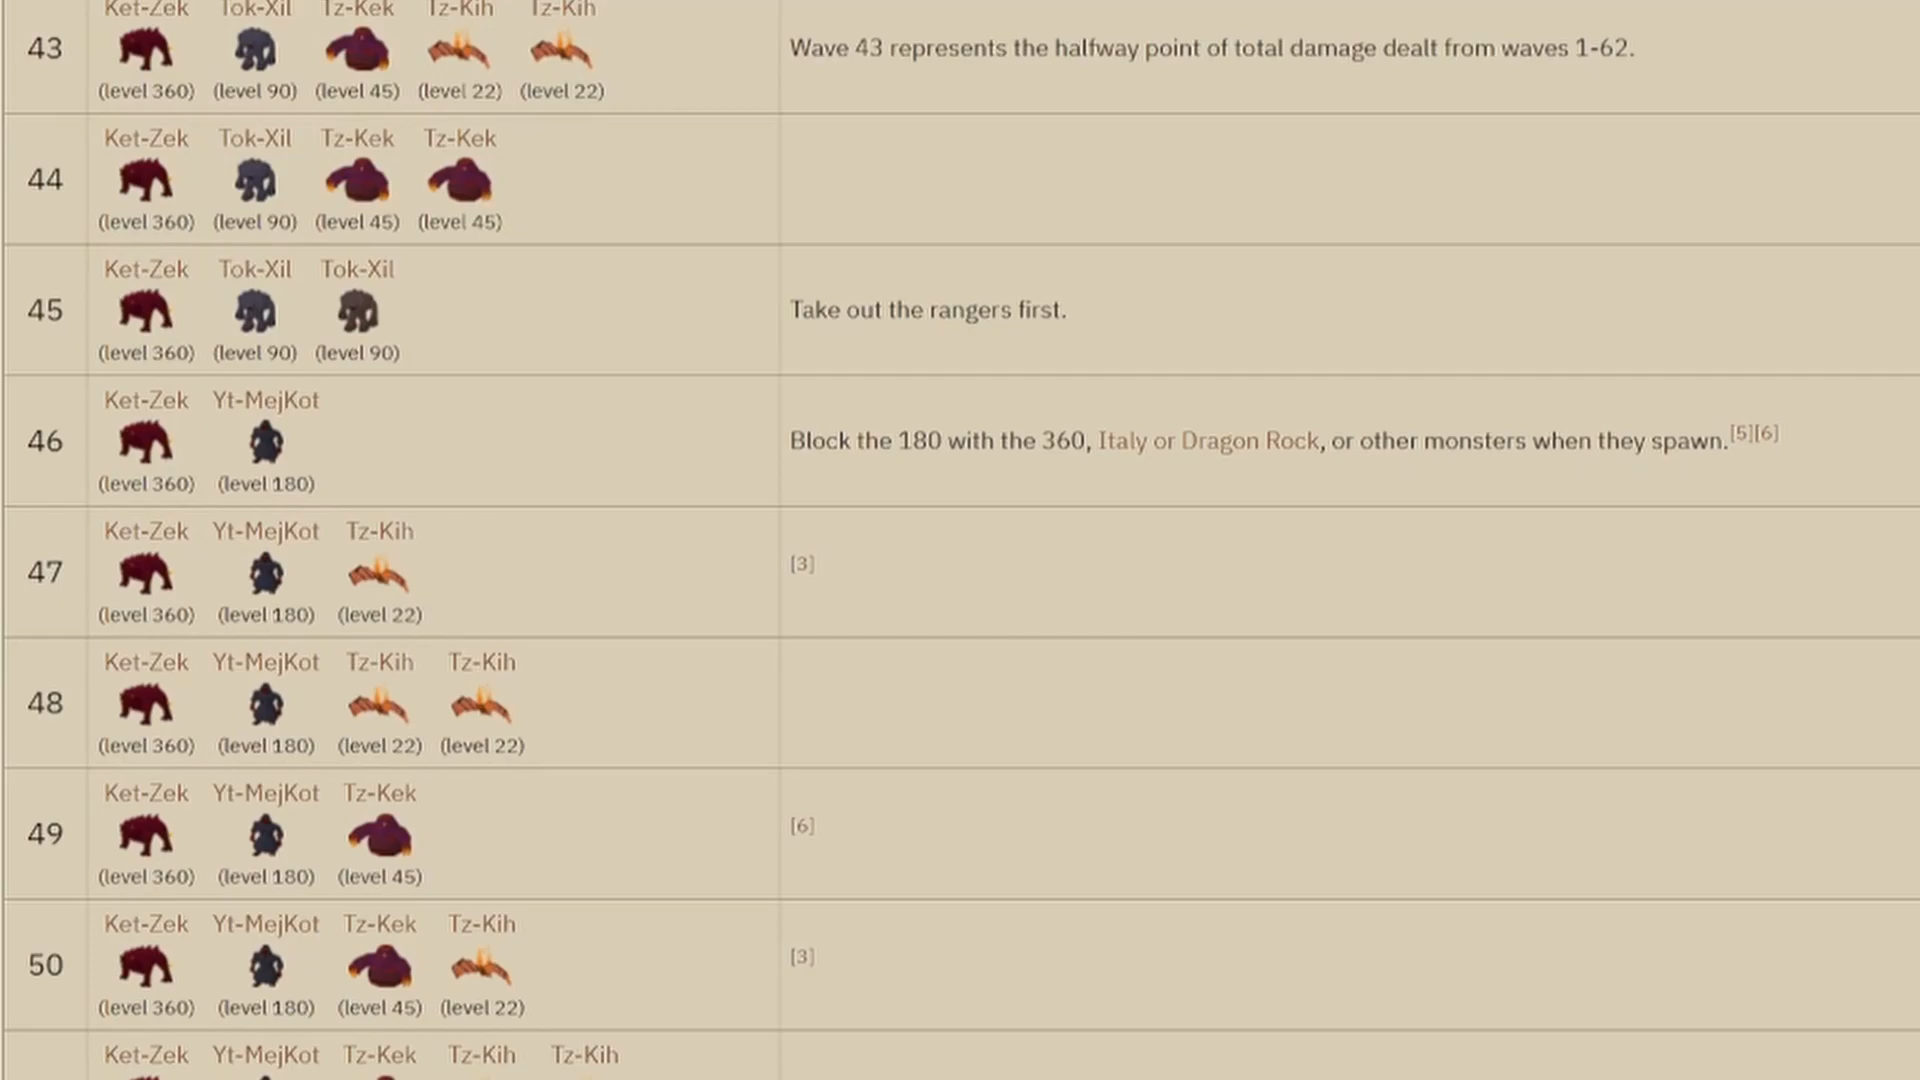 Ket-Zek Tok-Xil Tz-Kek Tz-Kih Tz-Kih
43 Wave 43 represents the halfway point of total damage dealt from waves 1-62.
(level 360) (level 90) (level 45) (level 22) (level 22)
Ket-Zek Tok-Xil Tz-Kek Tz-Kek
44
(level 360) (level 90) (level 45) (level 45)
Ket-Zek Tok-Xil Tok-Xil
45 Take out the rangers first.
(level 360) (level 90) (level 90)
Ket-Zek Yt-MejKot
46 Block the 180 with the 360, Italy or Dragon Rock, or other monsters when they spawn.[5][6]
(level 360) (level 180)
Ket-Zek Yt-MejKot Tz-Kih
47 [3]
(level 360) (level 180) (level 22)
Ket-Zek Yt-MejKot Tz-Kih Tz-Kih
48
(level 360) (level 180) (level 22) (level 22)
Ket-Zek Yt-MejKot Tz-Kek
49 [6]
(level 360) (level 180) (level 45)
Ket-Zek Yt-MejKot Tz-Kek Tz-Kih
50 [3]
(level 360) (level 180) (level 45) (level 22)
Ket-Zek Yt-MejKot Tz-Kek Tz-Kih Tz-Kih